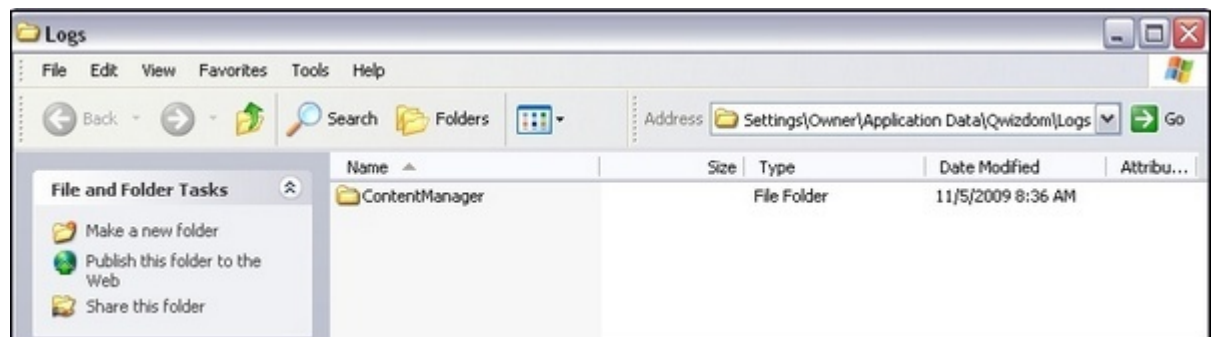 Logs
File Edit View Favorites Tools Help
Back Search Folders Address Settings\Owner\Application Data\Qwizdom\Logs Go
Name Size Type Date Modified Attribu...
File and Folder Tasks
ContentManager File Folder 11/5/2009 8:36 AM
Make a new folder
Publish this folder to the
Web
Share this folder